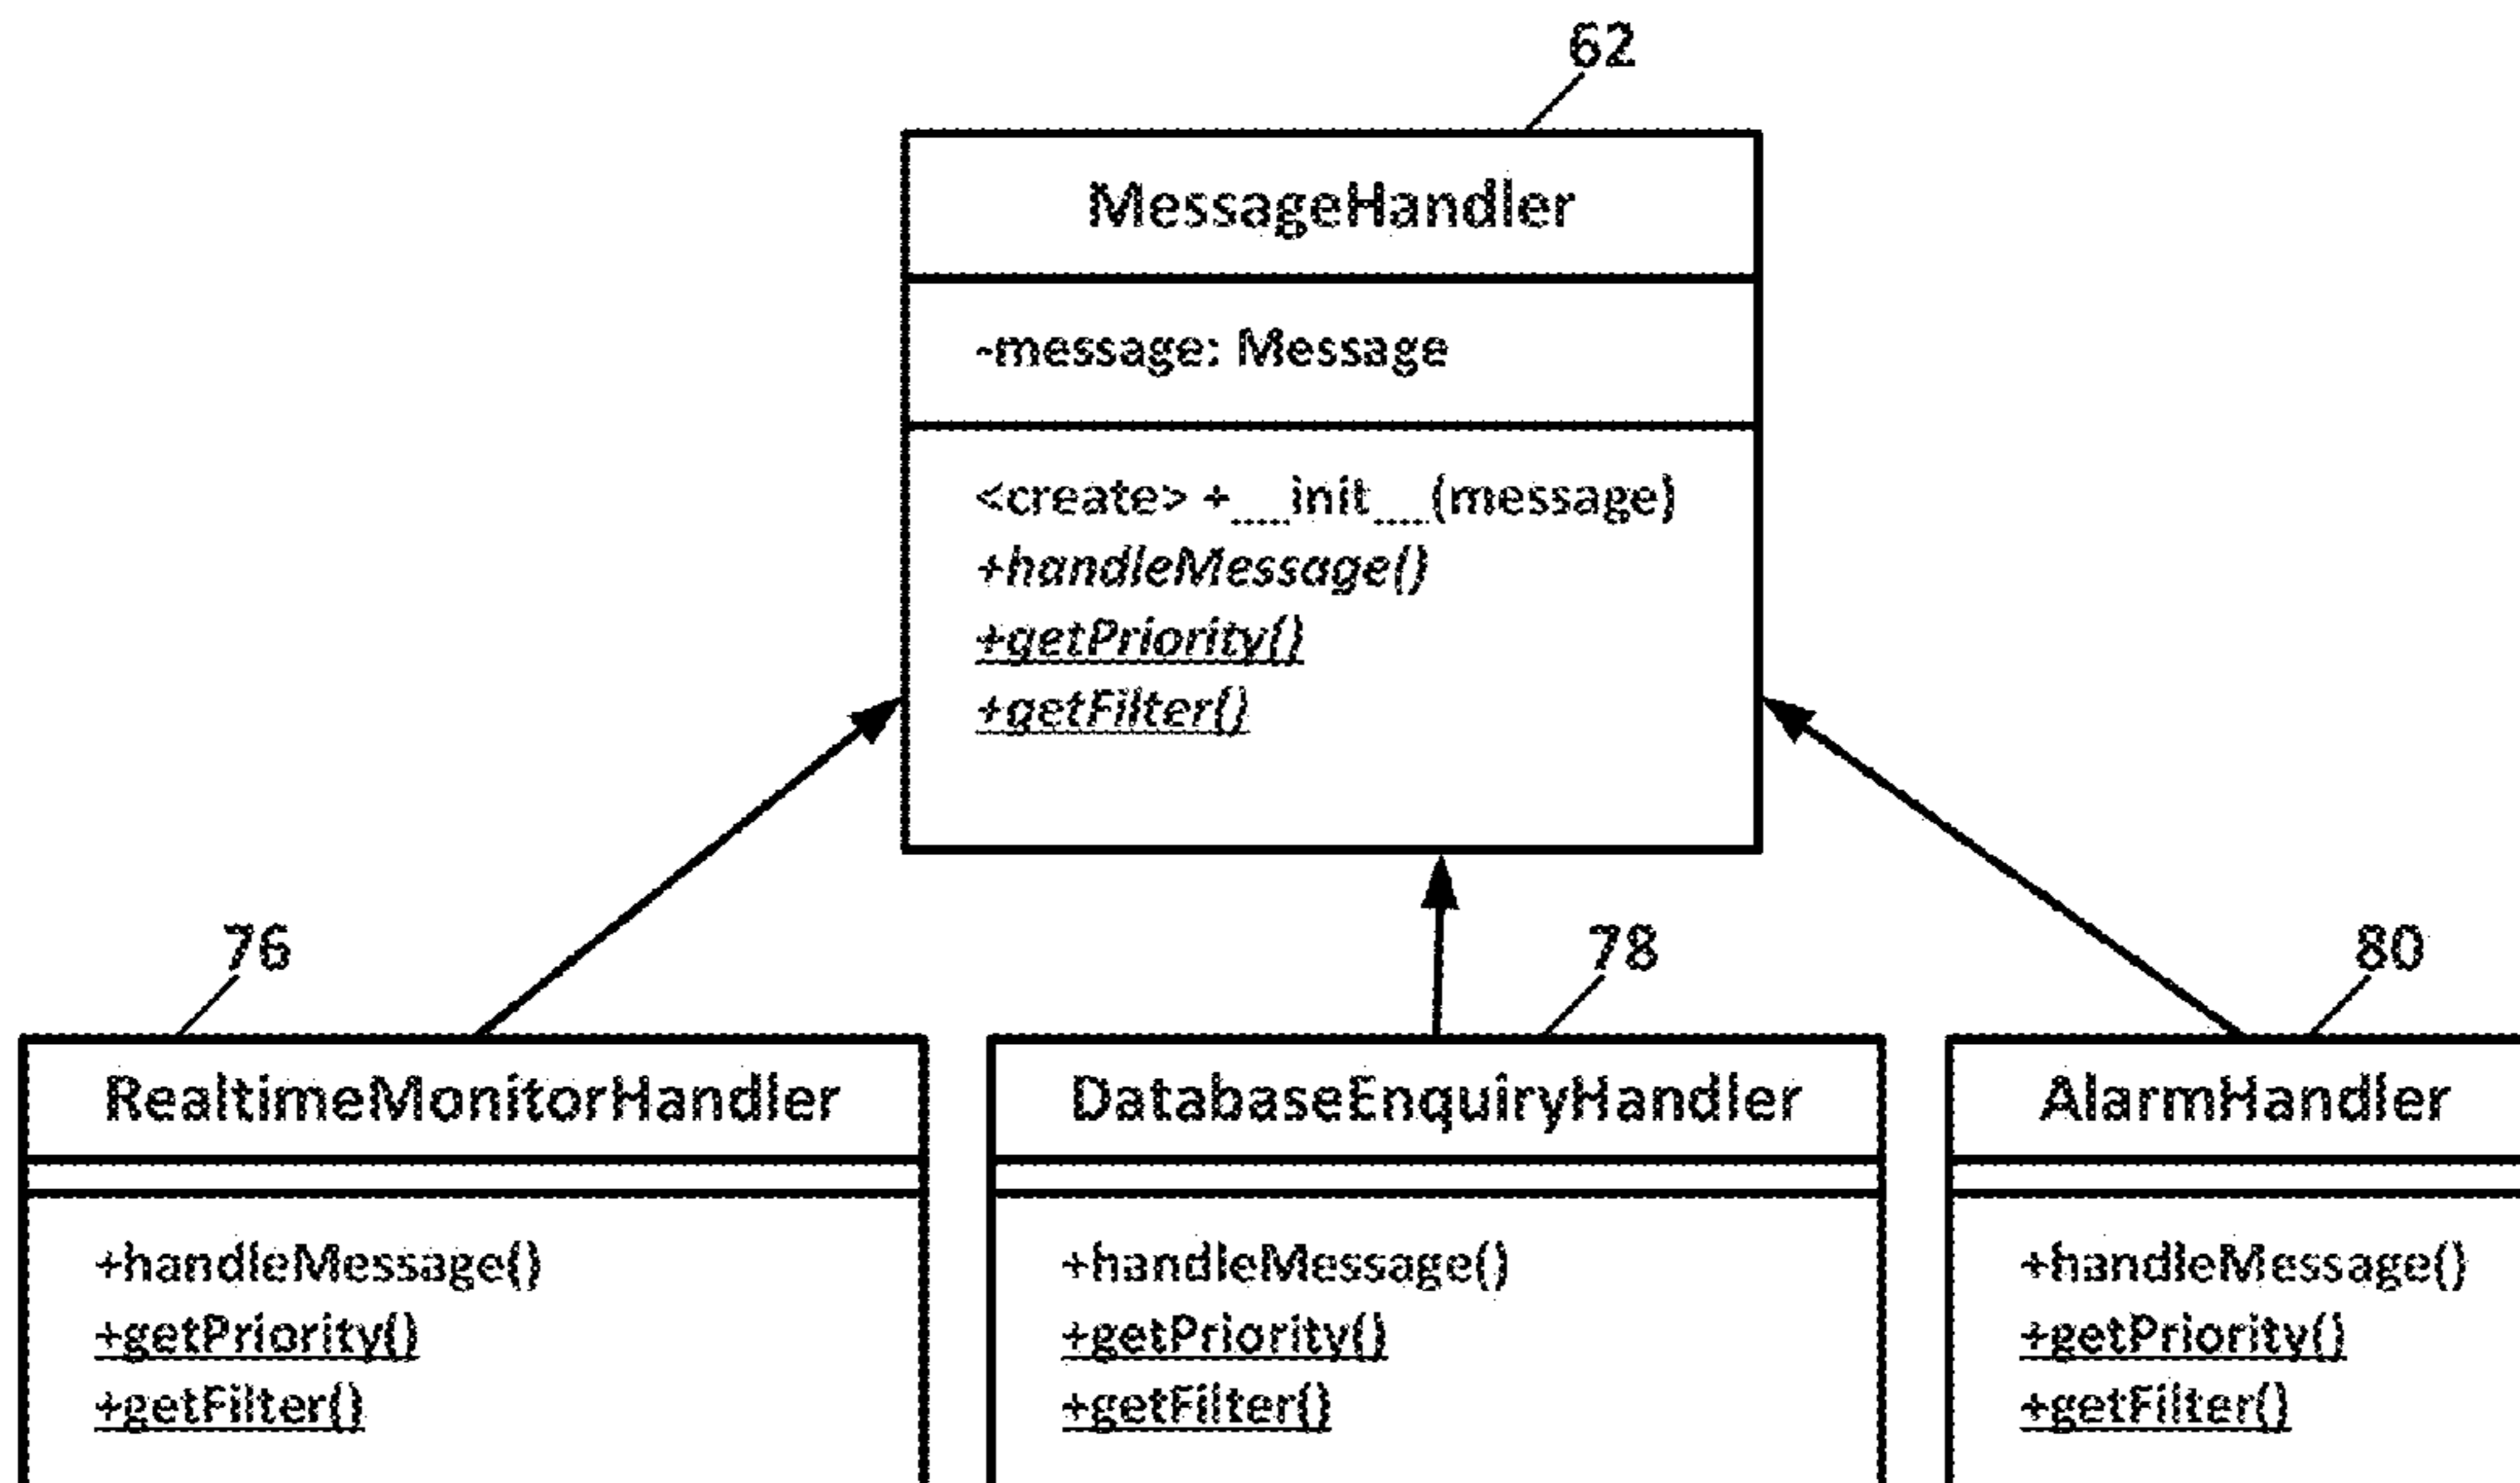 62
MessageHandler
-message: Message
<create> +__init__(message)
+handleMessage()
+getPriority()
+getFilter()
76
78
80
RealtimeMonitorHandler
+handleMessage()
+getPriority()
+getFilter()
DatabaseEnquiryHandler
+handleMessage()
+getPriority()
+getFilter()
AlarmHandler
+handleMessage()
+getPriority()
+getFilter()